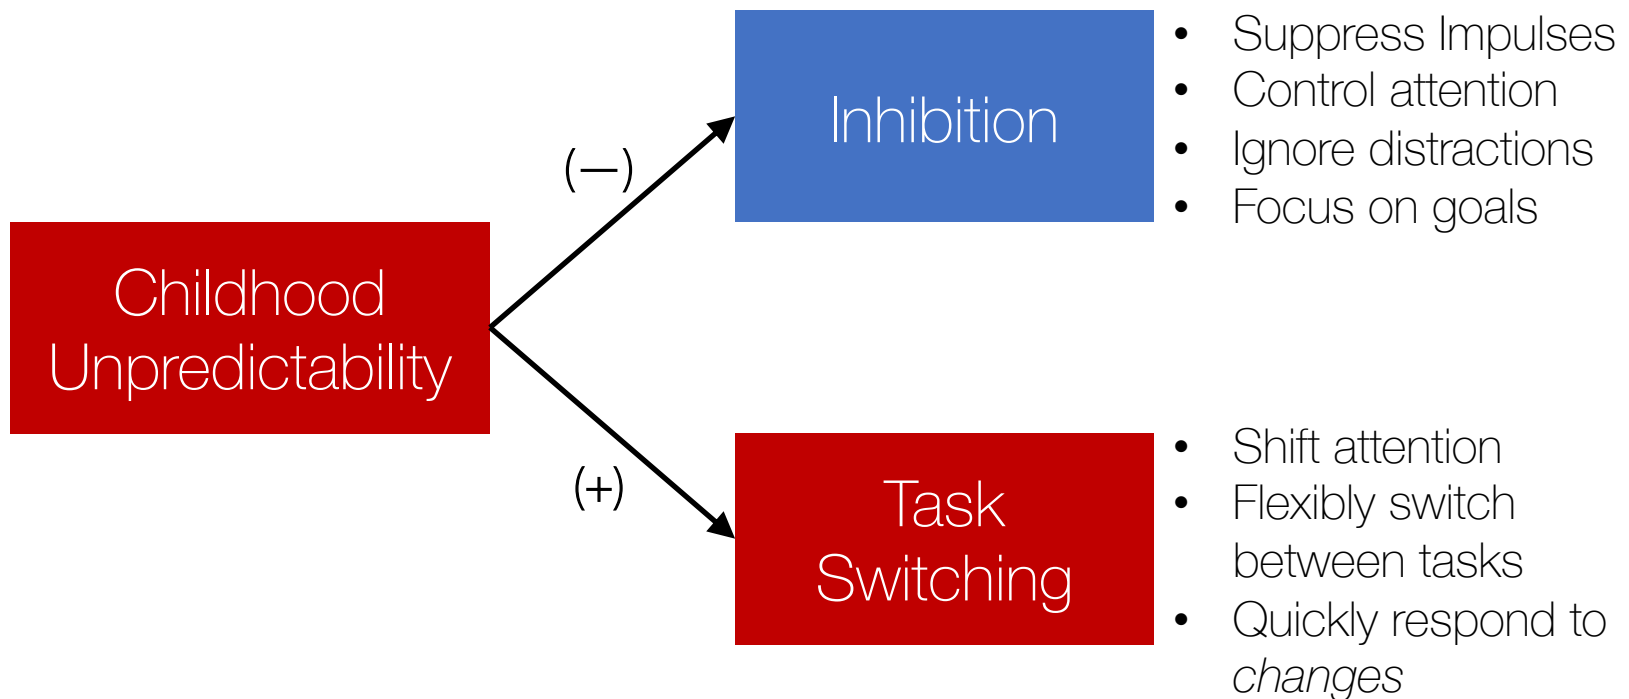 Childhood
Unpredictability
(—)
(+)
Inhibition
• Suppress Impulses
• Control attention
• Ignore distractions
• Focus on goals
Task
Switching
• Shift attention
• Flexibly switch
between tasks
• Quickly respond to
changes